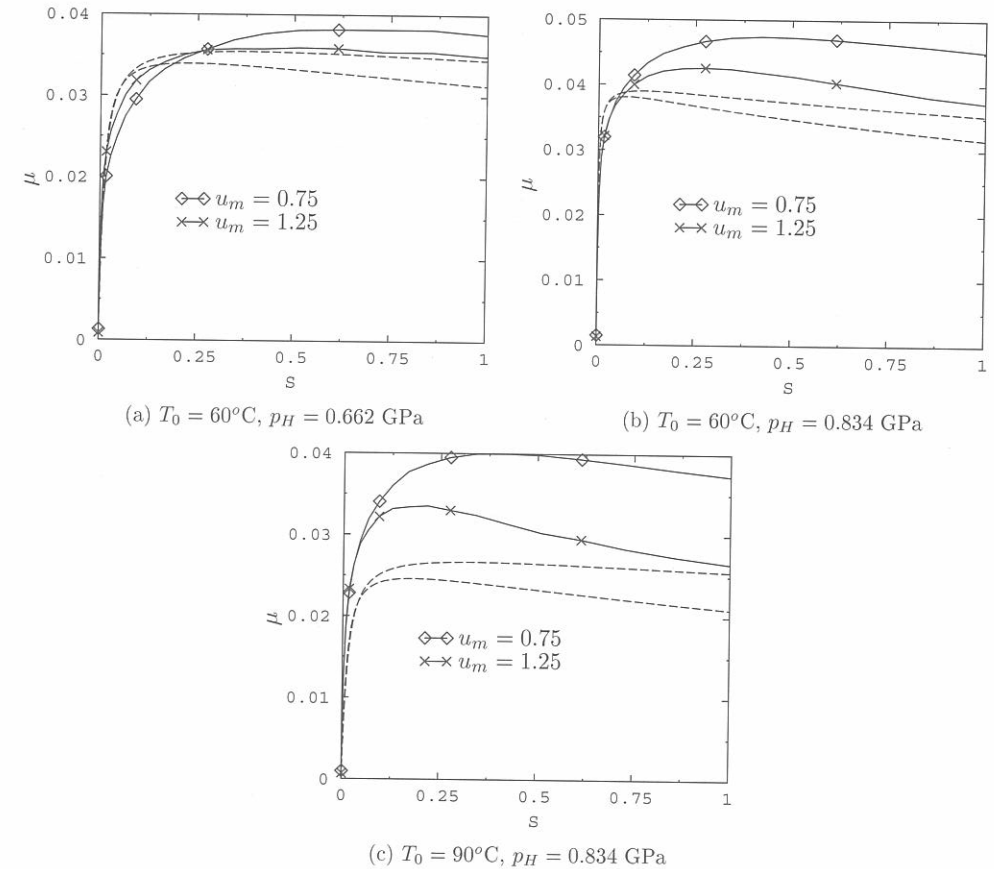 0.04
0.03
0.02
0.01
0
μ
u_m = 0.75
u_m = 1.25
0 0.25 0.5 0.75 1
S
(a) T_0 = 60°C, p_H = 0.662 GPa
0.05
0.04
0.03
0.02
0.01
0
μ
u_m = 0.75
u_m = 1.25
0 0.25 0.5 0.75 1
S
(b) T_0 = 60°C, p_H = 0.834 GPa
0.04
0.03
0.02
0.01
0
μ
u_m = 0.75
u_m = 1.25
0 0.25 0.5 0.75 1
S
(c) T_0 = 90°C, p_H = 0.834 GPa